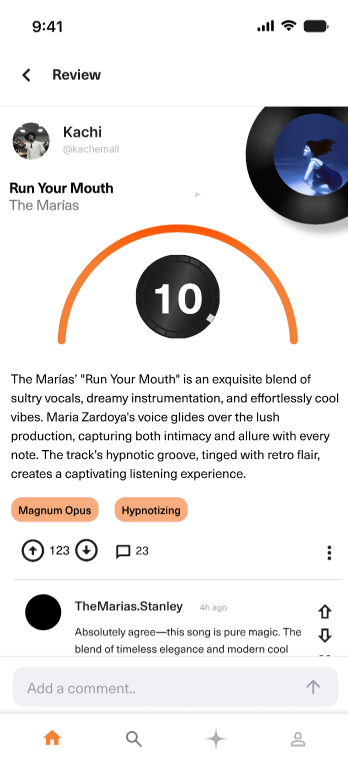 9:41
Review
Kachi
@kachemall
Run Your Mouth
The Marías
10
The Marías' "Run Your Mouth" is an exquisite blend of
sultry vocals, dreamy instrumentation, and effortlessly cool
vibes. Maria Zardoya's voice glides over the lush
production, capturing both intimacy and allure with every
note. The track's hypnotic groove, tinged with retro flair,
creates a captivating listening experience.
Magnum Opus
Hypnotizing
123
23
TheMarias.Stanley
4h ago
Absolutely agree—this song is pure magic. The
blend of timeless elegance and modern cool
Add a comment..